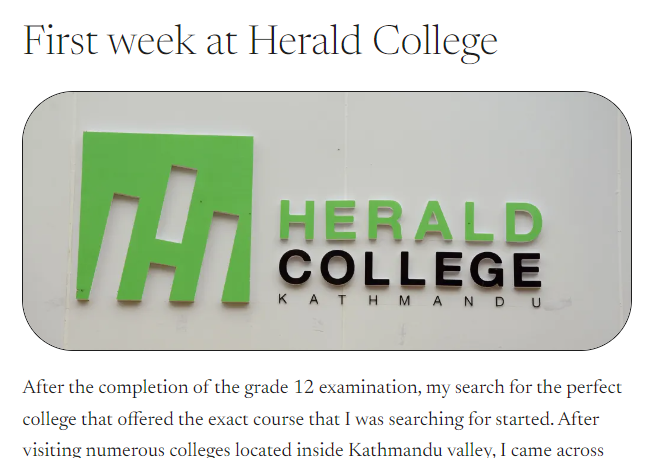 First week at Herald College
HERALD
COLLEGE
KATHMANDU
After the completion of the grade 12 examination, my search for the perfect
college that offered the exact course that I was searching for started. After
visiting numerous colleges located inside Kathmandu valley, I came across